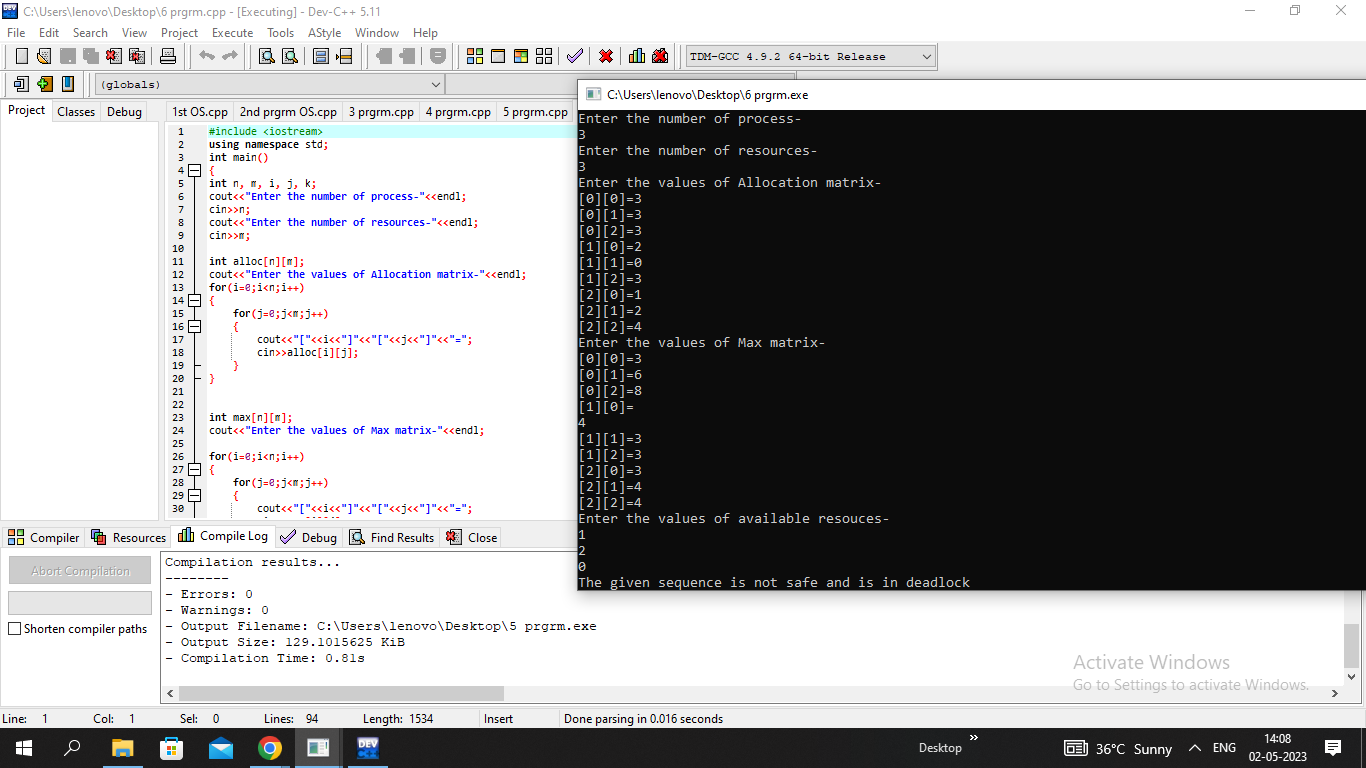 C:\Users\lenovo\Desktop\6 prgrm.cpp - [Executing] - Dev-C++ 5.11
File Edit Search View Project Execute Tools AStyle Window Help
TDM-GCC 4.9.2 64-bit Release
(globals)
Project Classes Debug
1st OS.cpp 2nd prgrm OS.cpp 3 prgrm.cpp 4 prgrm.cpp 5 prgrm.cpp
1 #include <iostream>
2 using namespace std;
3 int main()
4 {
5 int n, m, i, j, k;
6 cout<<"Enter the number of process-"<<endl;
7 cin>>n;
8 cout<<"Enter the number of resources-"<<endl;
9 cin>>m;
10
11 int alloc[n][m];
12 cout<<"Enter the values of Allocation matrix-"<<endl;
13 for(i=0;i<n;i++)
14 {
15 for(j=0;j<m;j++)
16 {
17 cout<<"["<<i<<"]"<<"["<<j<<"]"<<"=";
18 cin>>alloc[i][j];
19 }
20 }
21
22
23 int max[n][m];
24 cout<<"Enter the values of Max matrix-"<<endl;
25
26 for(i=0;i<n;i++)
27 {
28 for(j=0;j<m;j++)
29 {
30 cout<<"["<<i<<"]"<<"["<<j<<"]"<<"=";
C:\Users\lenovo\Desktop\6 prgrm.exe
Enter the number of process-
3
Enter the number of resources-
3
Enter the values of Allocation matrix-
[0][0]=3
[0][1]=3
[0][2]=3
[1][0]=2
[1][1]=0
[1][2]=3
[2][0]=1
[2][1]=2
[2][2]=4
Enter the values of Max matrix-
[0][0]=3
[0][1]=6
[0][2]=8
[1][0]=
4
[1][1]=3
[1][2]=3
[2][0]=3
[2][1]=4
[2][2]=4
Enter the values of available resouces-
1
2
0
The given sequence is not safe and is in deadlock
Compiler Resources Compile Log Debug Find Results Close
Abort Compilation
Shorten compiler paths
Compilation results...
--------
- Errors: 0
- Warnings: 0
- Output Filename: C:\Users\lenovo\Desktop\5 prgrm.exe
- Output Size: 129.1015625 KiB
- Compilation Time: 0.81s
Activate Windows
Go to Settings to activate Windows.
Line: 1 Col: 1 Sel: 0 Lines: 94 Length: 1534 Insert Done parsing in 0.016 seconds
DEV
Desktop » 36°C Sunny ENG 14:08
02-05-2023